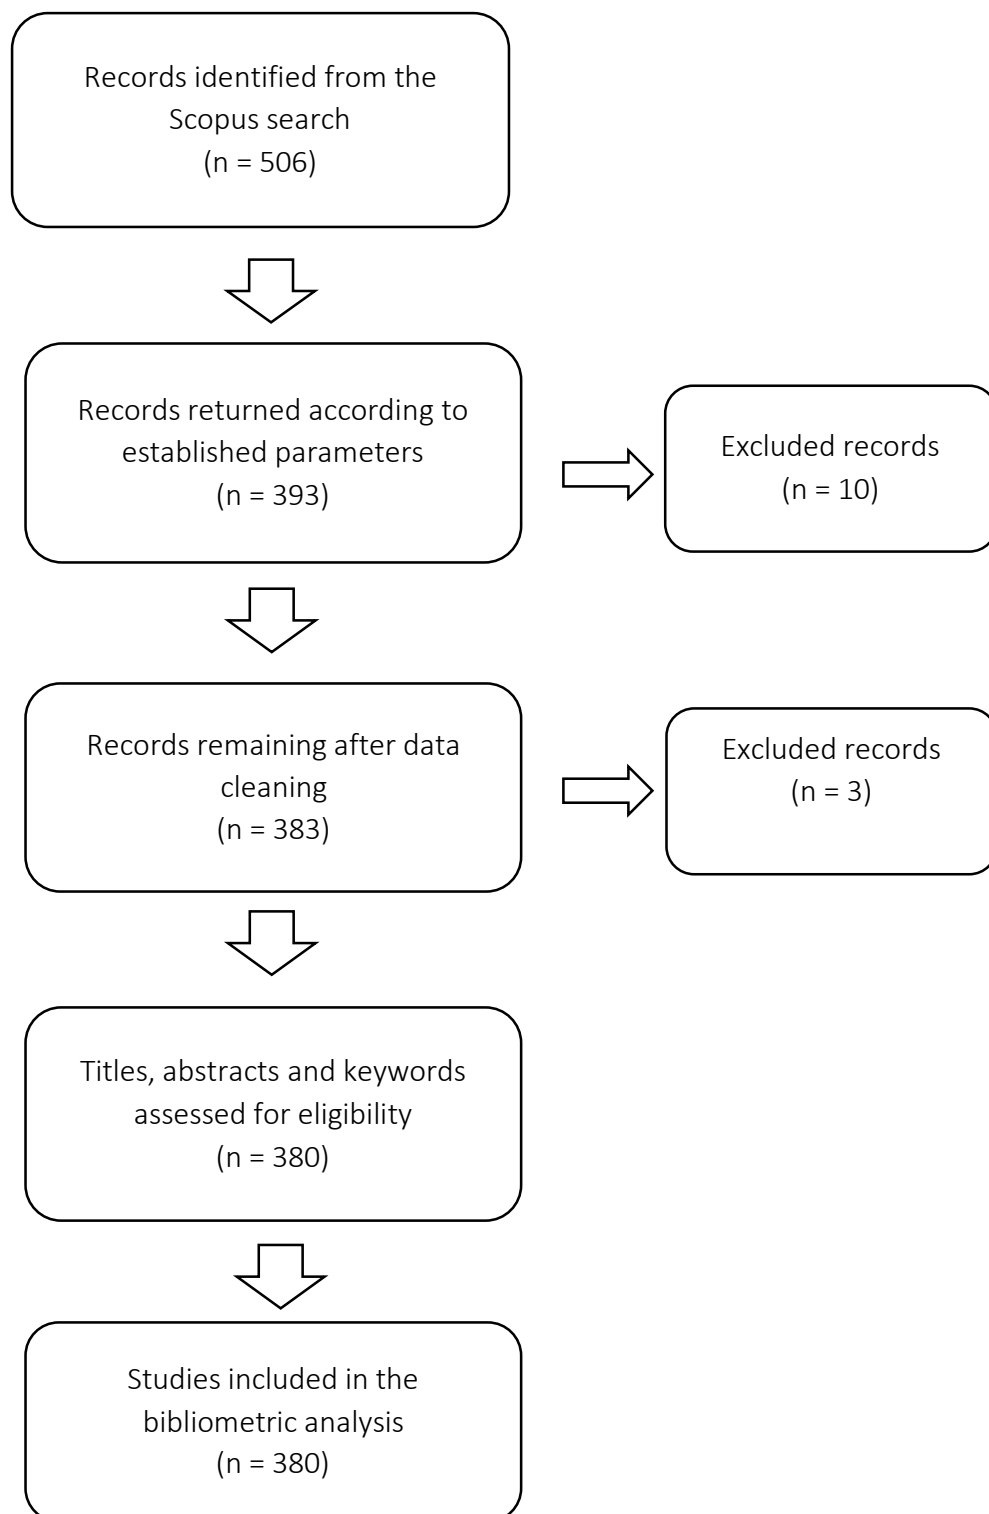 Records identified from the
Scopus search
(n = 506)
Records returned according to
established parameters
(n = 393)
Excluded records
(n = 10)
Records remaining after data
cleaning
(n = 383)
Excluded records
(n = 3)
Titles, abstracts and keywords
assessed for eligibility
(n = 380)
Studies included in the
bibliometric analysis
(n = 380)